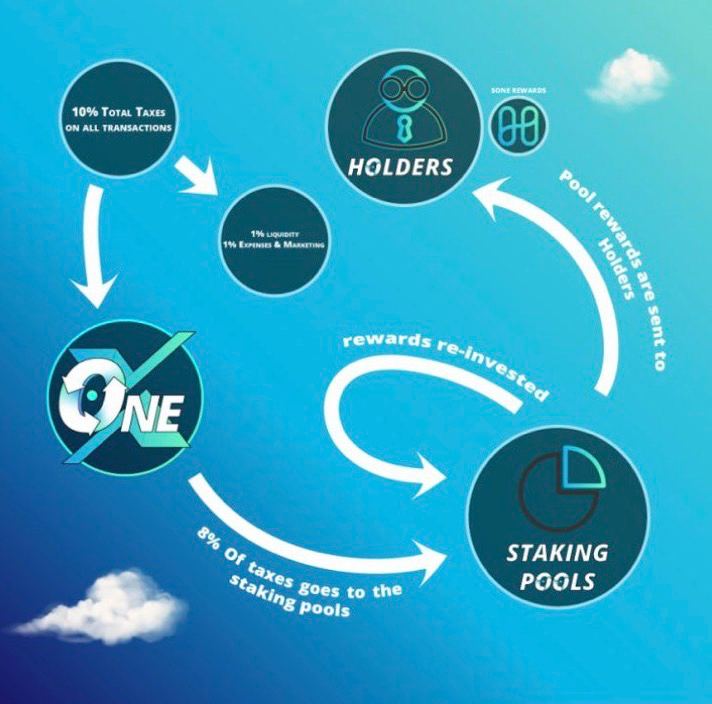 10% TOTAL TAXES
ON ALL TRANSACTIONS
HOLDERS
$ONE REWARDS
1% LIQUIDITY
1% EXPENSES & MARKETING
Pool rewards are sent to
Holders
rewards re-invested
ONE
8% Of taxes goes to the
staking pools
STAKING
POOLS